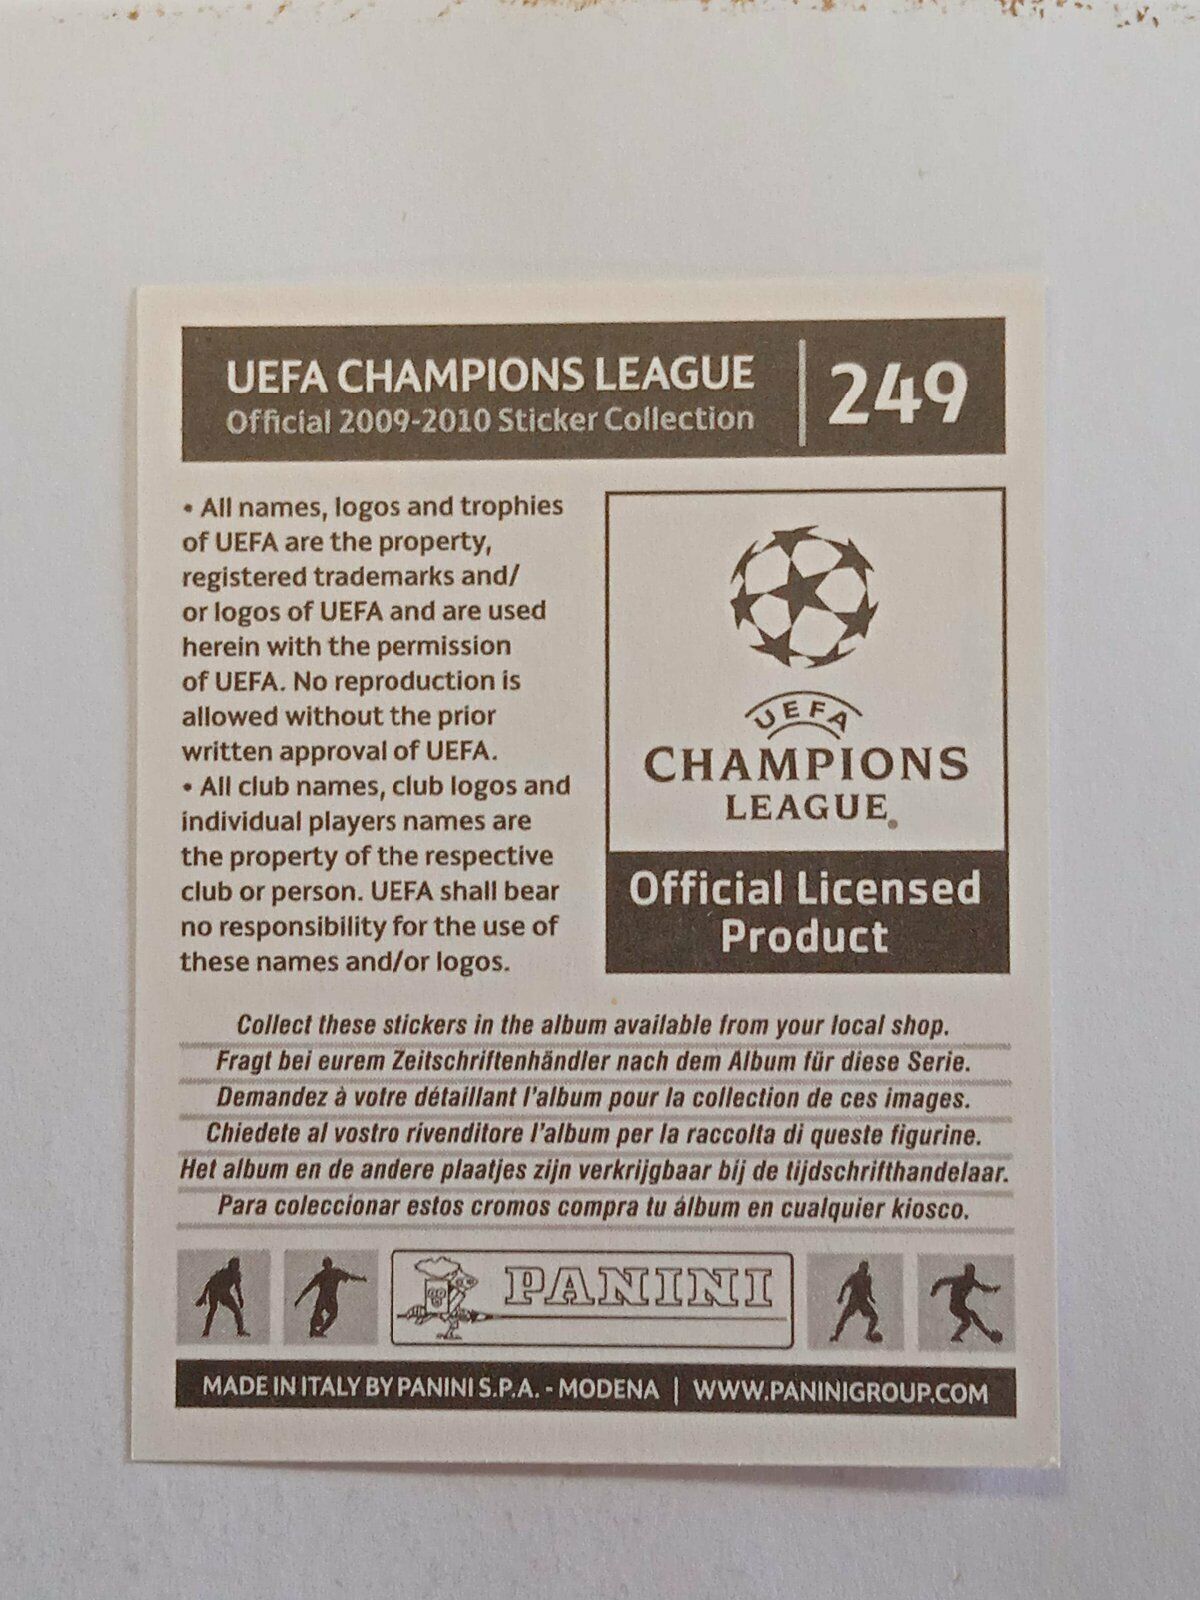 UEFA CHAMPIONS LEAGUE
Official 2009-2010 Sticker Collection
249
• All names, logos and trophies
of UEFA are the property,
registered trademarks and/
or logos of UEFA and are used
herein with the permission
of UEFA. No reproduction is
allowed without the prior
written approval of UEFA.
• All club names, club logos and
individual players names are
the property of the respective
club or person. UEFA shall bear
no responsibility for the use of
these names and/or logos.
UEFA
CHAMPIONS
LEAGUE
Official Licensed
Product
Collect these stickers in the album available from your local shop.
Fragt bei eurem Zeitschriftenhändler nach dem Album für diese Serie.
Demandez à votre détaillant l'album pour la collection de ces images.
Chiedete al vostro rivenditore l'album per la raccolta di queste figurine.
Het album en de andere plaatjes zijn verkrijgbaar bij de tijdschrifthandelaar.
Para coleccionar estos cromos compra tu álbum en cualquier kiosco.
PANINI
MADE IN ITALY BY PANINI S.P.A. - MODENA | WWW.PANINIGROUP.COM